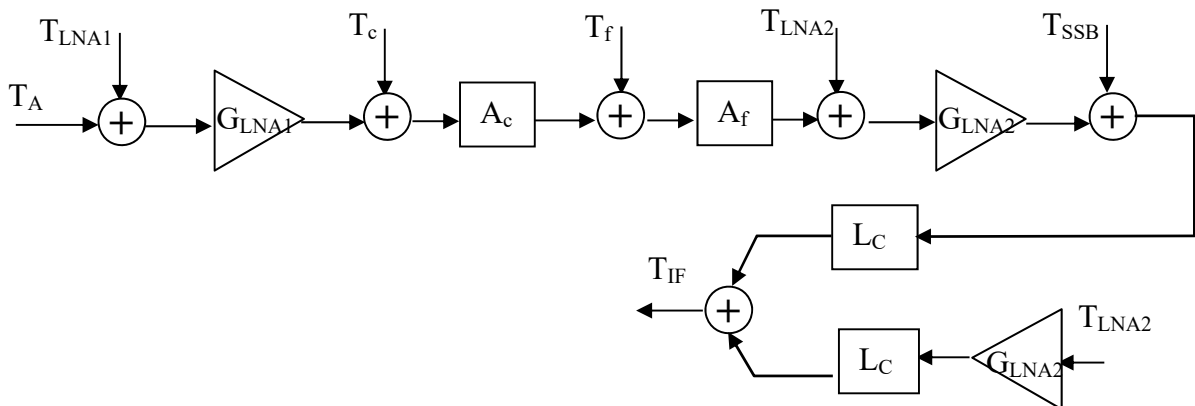 T_LNA1
T_c
T_f
T_LNA2
T_SSB
T_A
+
G_LNA1
+
A_c
+
A_f
+
G_LNA2
+
L_C
T_IF
+
T_LNA2
L_C
G_LNA2